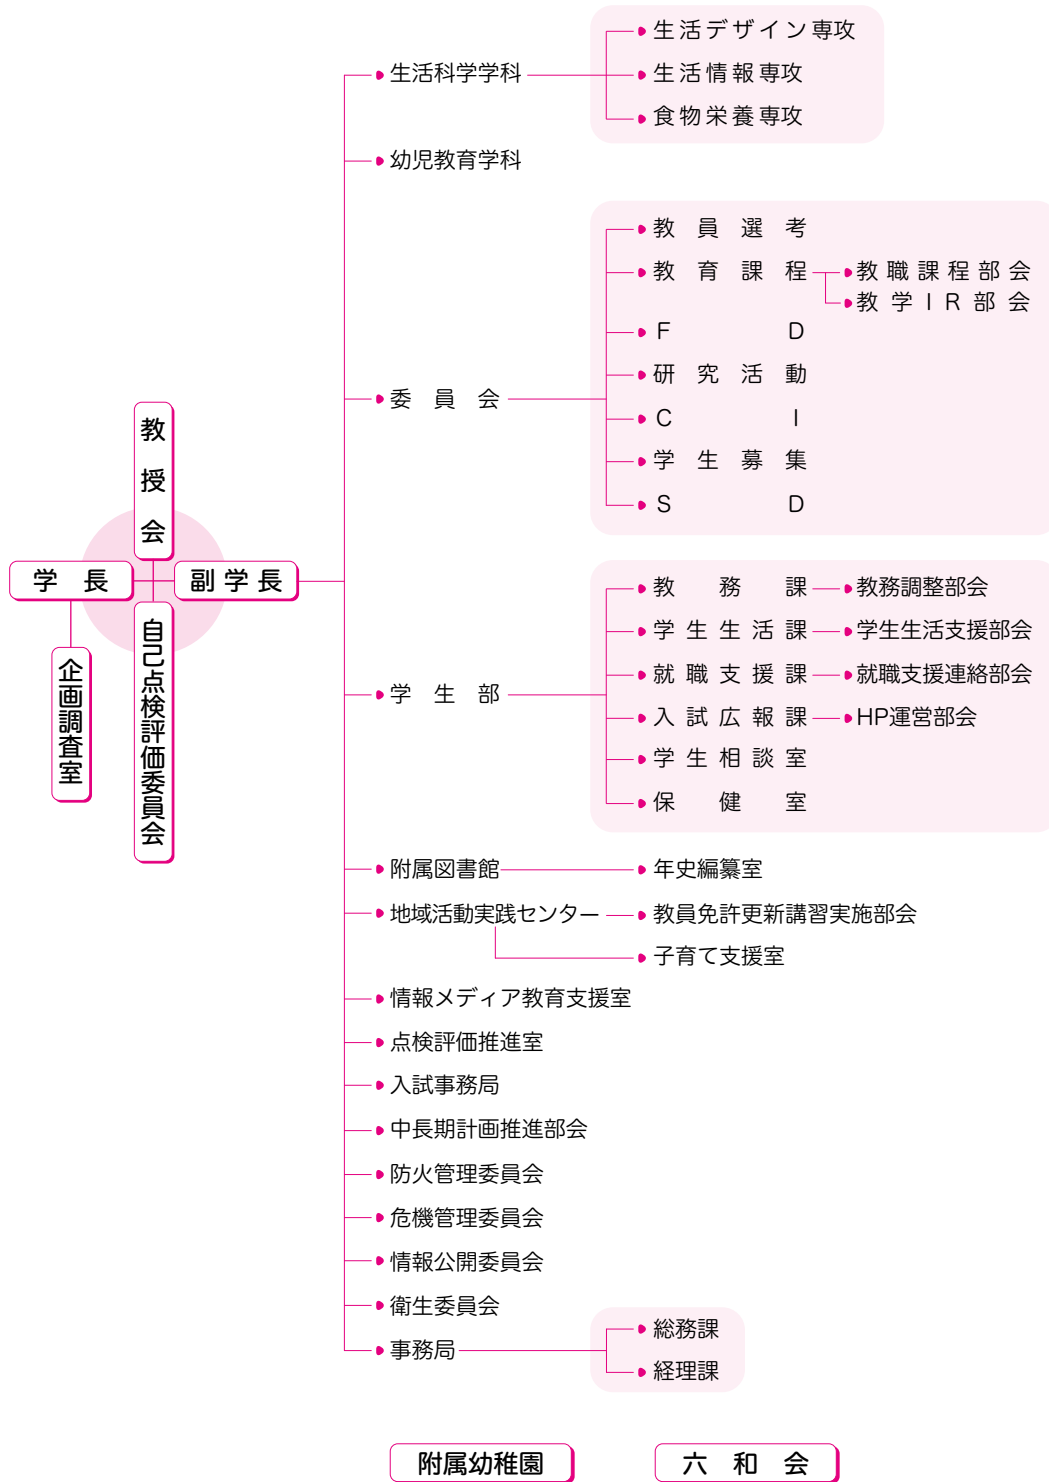 教授会
学長
副学長
企画調査室
自己点検評価委員会
生活科学学科
生活デザイン専攻
生活情報専攻
食物栄養専攻
幼児教育学科
委員会
教員選考
教育課程
教職課程部会
教学IR部会
FD
研究活動
CI
学生募集
SD
学生部
教務課
教務調整部会
学生生活課
学生生活支援部会
就職支援課
就職支援連絡部会
入試広報課
HP運営部会
学生相談室
保健室
附属図書館
年史編纂室
地域活動実践センター
教員免許更新講習実施部会
子育て支援室
情報メディア教育支援室
点検評価推進室
入試事務局
中長期計画推進部会
防火管理委員会
危機管理委員会
情報公開委員会
衛生委員会
事務局
総務課
経理課
附属幼稚園
六和会